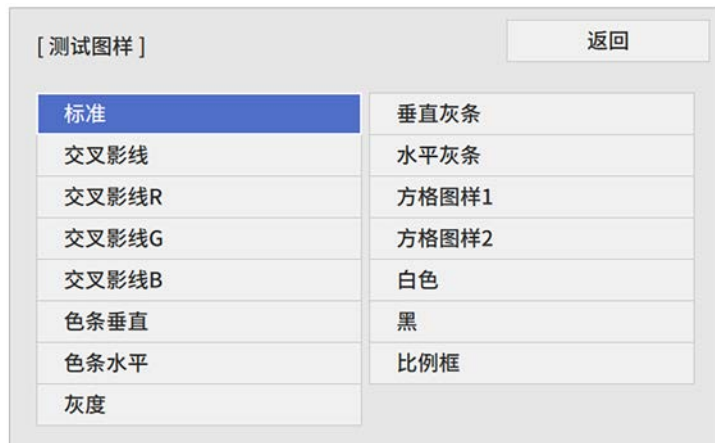 [ 测试图样 ]
返回
标准
交叉影线
交叉影线R
交叉影线G
交叉影线B
色条垂直
色条水平
灰度
垂直灰条
水平灰条
方格图样1
方格图样2
白色
黑
比例框